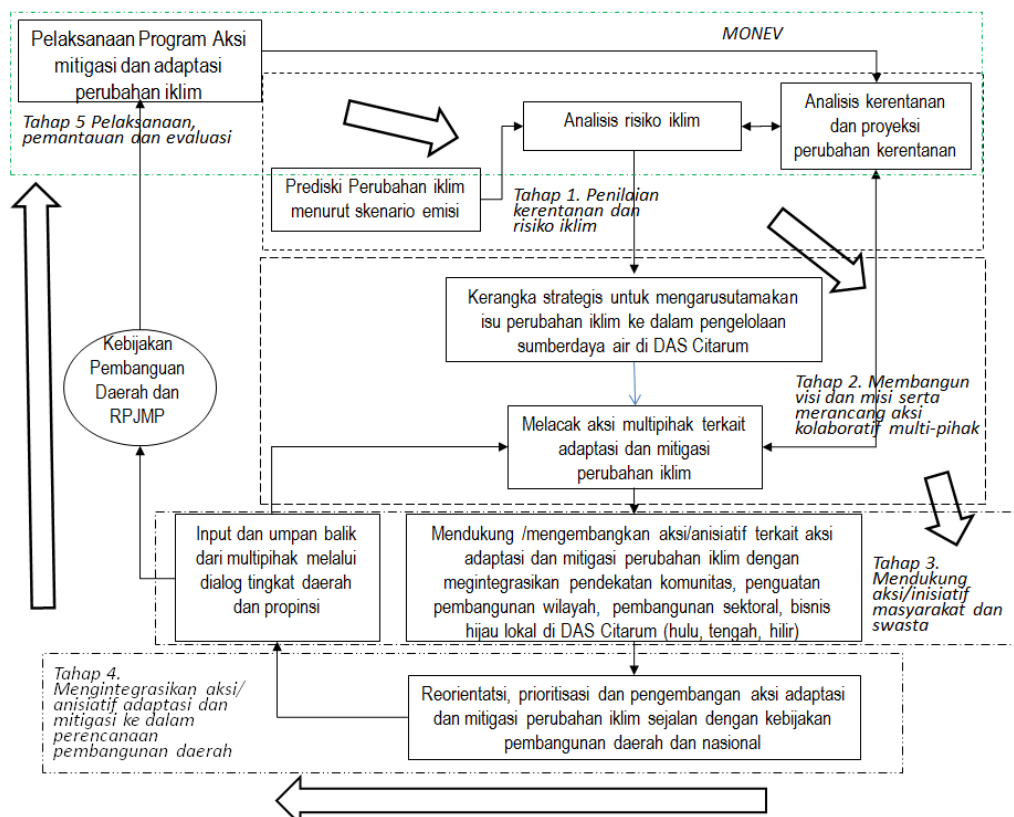 Pelaksanaan Program Aksi
mitigasi dan adaptasi
perubahan iklim
MONEV
Tahap 5 Pelaksanaan,
pemantauan dan evaluasi
Analisis risiko iklim
Analisis kerentanan
dan proyeksi
perubahan kerentanan
Prediski Perubahan iklim
menurut skenario emisi
Tahap 1. Penilaian
kerentanan dan
risiko iklim
Kerangka strategis untuk mengarusutamakan
isu perubahan iklim ke dalam pengelolaan
sumberdaya air di DAS Citarum
Kebijakan
Pembanguan
Daerah dan
RPJMP
Tahap 2. Membangun
visi dan misi serta
merancang aksi
kolaboratif multi-pihak
Melacak aksi multipihak terkait
adaptasi dan mitigasi
perubahan iklim
Input dan umpan balik
dari multipihak melalui
dialog tingkat daerah
dan propinsi
Mendukung /mengembangkan aksi/anisiatif terkait aksi
adaptasi dan mitigasi perubahan iklim dengan
megintegrasikan pendekatan komunitas, penguatan
pembangunan wilayah, pembangunan sektoral, bisnis
hijau lokal di DAS Citarum (hulu, tengah, hilir)
Tahap 3.
Mendukung
aksi/inisiatif
masyarakat dan
swasta
Tahap 4.
Mengintegrasikan aksi/
anisiatif adaptasi dan
mitigasi ke dalam
perencanaan
pembangunan daerah
Reorientatsi, prioritisasi dan pengembangan aksi adaptasi
dan mitigasi perubahan iklim sejalan dengan kebijakan
pembangunan daerah dan nasional